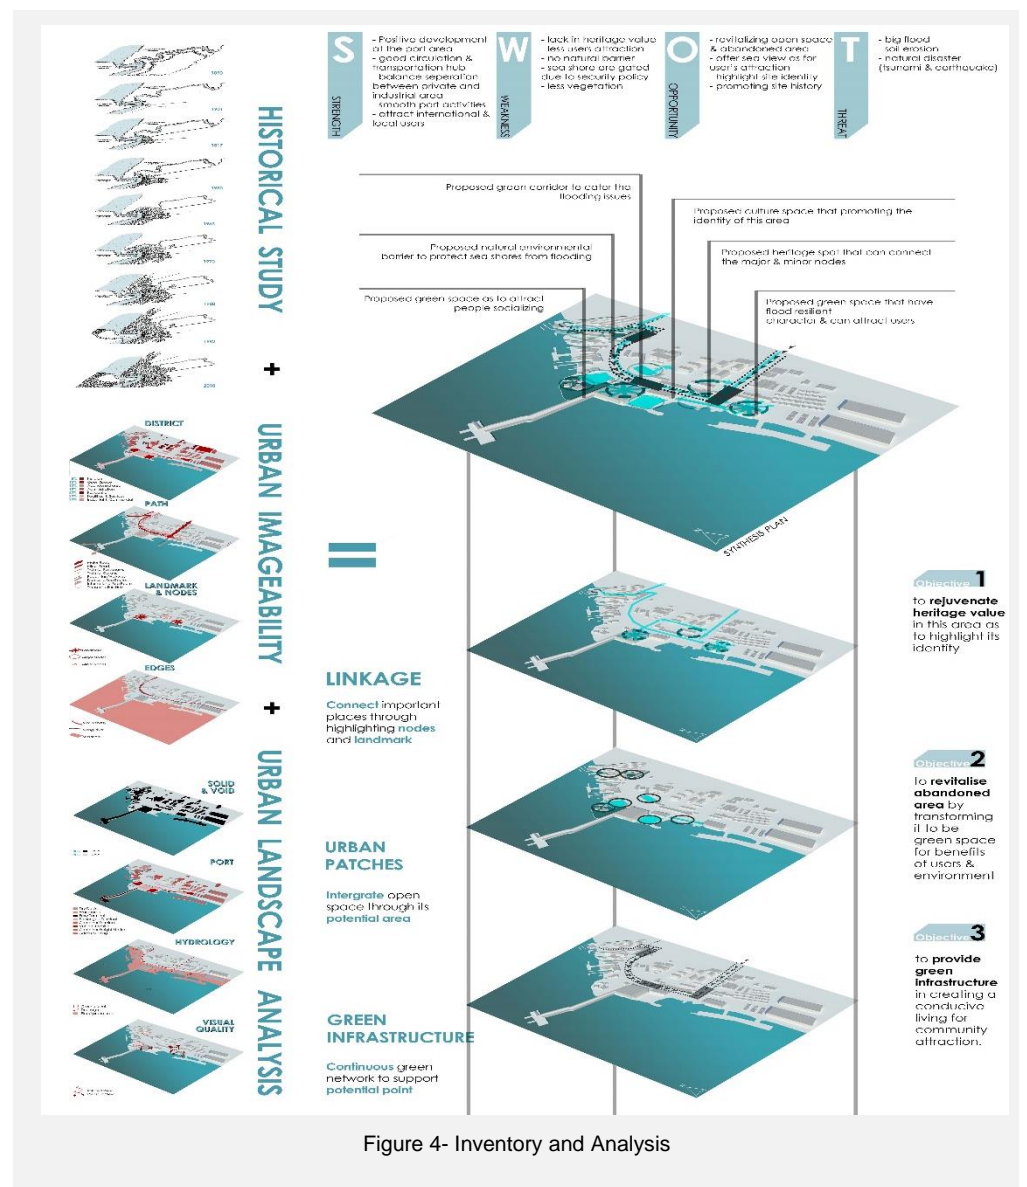 S
STRENGTH
- Positive development
at the port area
- good circulation &
transportation hub
balance seperation
between private and
industrial area
smooth port activities
- attract international &
local users
W
WEAKNESS
- lack in heritage value
- less users attraction
- no natural barrier
- sea shore are gated
due to security policy
- less vegetation
O
OPPORTUNITY
- revitalizing open space
& abandoned area
- offer sea view as for
user's attraction
highlight site identity
- promoting site history
T
THREAT
- big flood
soil erosion
- natural disaster
(tsunami & earthquake)
HISTORICAL STUDY
+
URBAN IMAGEABILITY
+
URBAN LANDSCAPE ANALYSIS
Proposed green corridor to cater the
flooding issues
Proposed natural environmental
barrier to protect sea shores from flooding
Proposed green space as to attract
people socializing
Proposed culture space that promoting the
identity of this area
Proposed heritage spot that can connect
the major & minor nodes
Proposed green space that have
flood resilient
character & can attract users
SYNTHESIS PLAN
DISTRICT
PATH
LANDMARK
& NODES
EDGES
SOLID
& VOID
PORT
HYDROLOGY
VISUAL
QUALITY
LINKAGE
Connect important
places through
highlighting nodes
and landmark
URBAN
PATCHES
Intergrate open
space through its
potential area
GREEN
INFRASTRUCTURE
Continuous green
network to support
potential point
Objective 1
to rejuvenate
heritage value
in this area as
to highlight its
identity
Objective 2
to revitalise
abandoned
area by
transforming
it to be
green space
for benefits
of users &
environment
Objective 3
to provide
green
infrastructure
in creating a
conducive
living for
community
attraction.
Figure 4- Inventory and Analysis